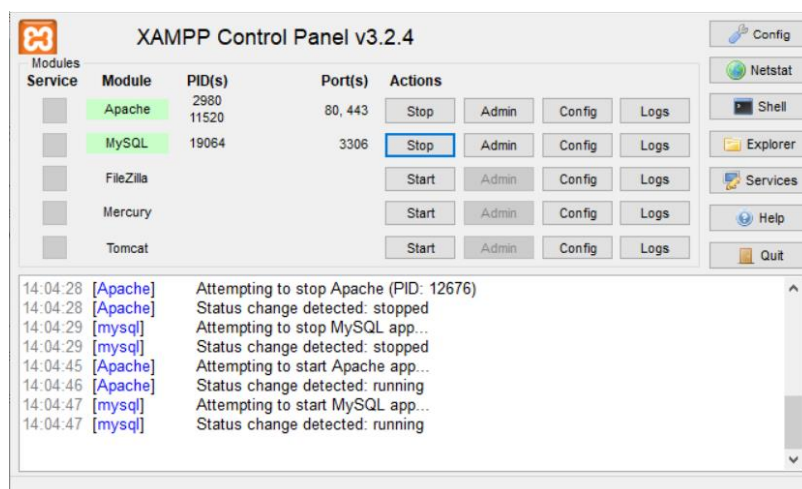 XAMPP Control Panel v3.2.4
Modules
Service Module PID(s) Port(s) Actions
Apache 2980 11520 80, 443 Stop Admin Config Logs
MySQL 19064 3306 Stop Admin Config Logs
FileZilla Start Admin Config Logs
Mercury Start Admin Config Logs
Tomcat Start Admin Config Logs
Config
Netstat
Shell
Explorer
Services
Help
Quit
14:04:28 [Apache] Attempting to stop Apache (PID: 12676)
14:04:28 [Apache] Status change detected: stopped
14:04:29 [mysql] Attempting to stop MySQL app...
14:04:29 [mysql] Status change detected: stopped
14:04:45 [Apache] Attempting to start Apache app...
14:04:46 [Apache] Status change detected: running
14:04:47 [mysql] Attempting to start MySQL app...
14:04:47 [mysql] Status change detected: running